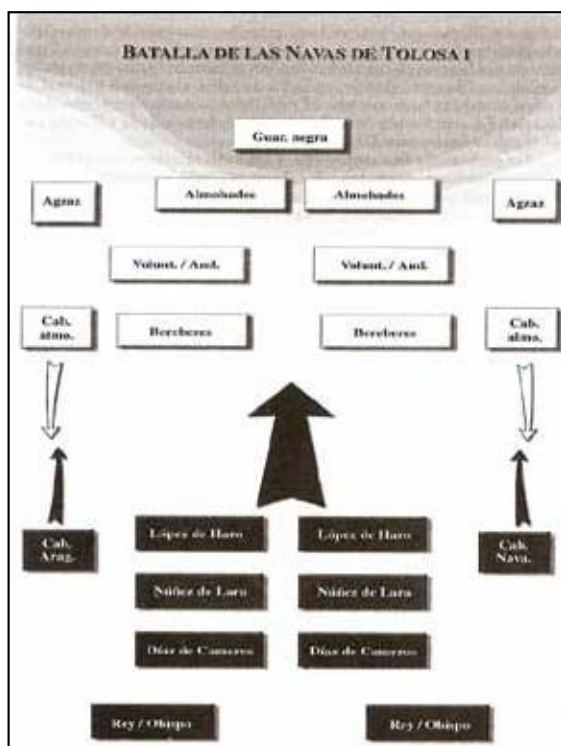 BATALLA DE LAS NAVAS DE TOLOSA I
Guar. negra
Agzaz
Almohades
Almohades
Agzaz
Volunt. / And.
Volunt. / And.
Cab.
almo.
Bereberes
Bereberes
Cab.
almo.
Cab.
Arag.
López de Haro
López de Haro
Cab.
Nava.
Núñez de Lara
Núñez de Lara
Díaz de Cameros
Díaz de Cameros
Rey / Obispo
Rey / Obispo